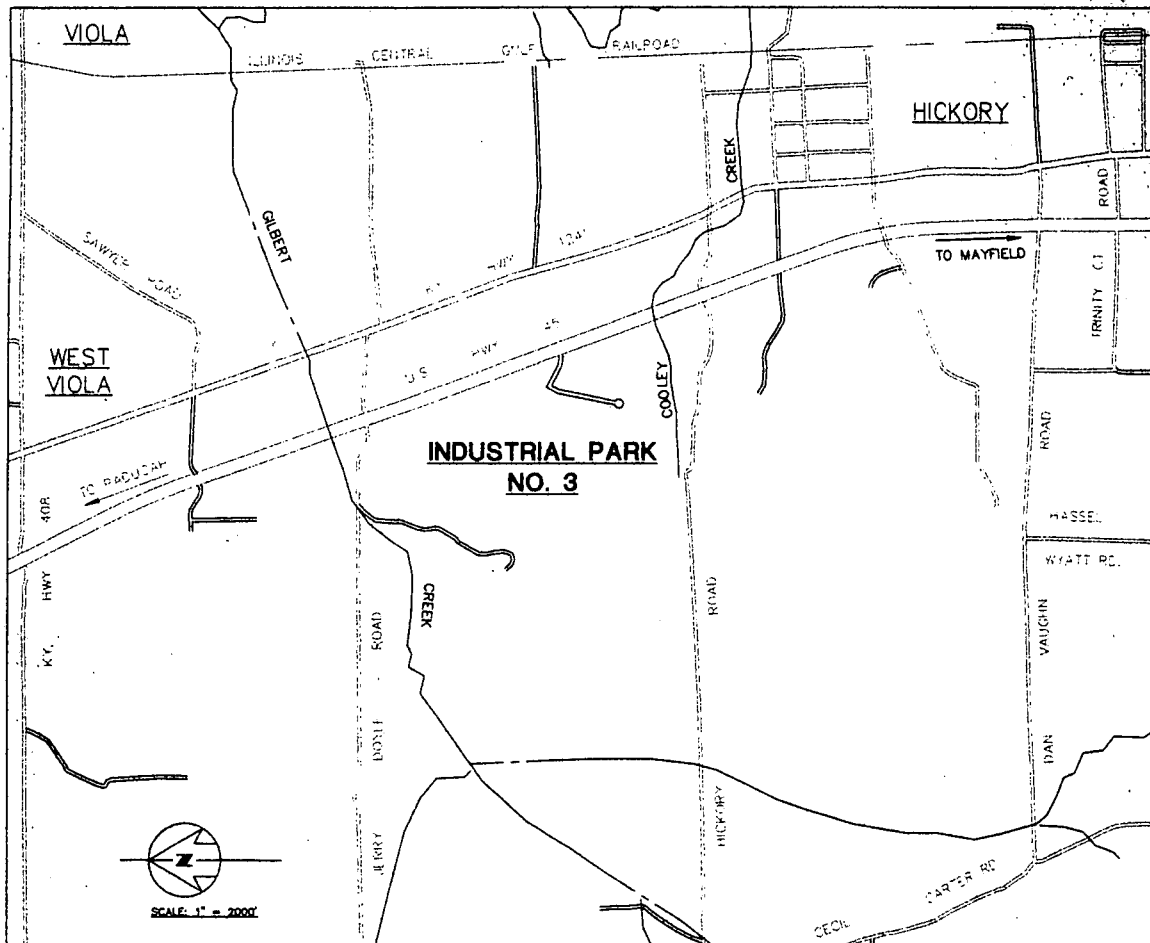 VIOLA
ILLINOIS CENTRAL GULF RAILROAD
HICKORY
CREEK
ROAD
GILBERT
SAWYER ROAD
KY. HWY 1241
TO MAYFIELD
TRINITY CT
WEST
VIOLA
U.S. HWY 45
COOLEY
INDUSTRIAL PARK
NO. 3
TO PADUCAH
ROAD
KY. HWY 408
HASSEL
WYATT RD.
CREEK
ROAD
ROAD
VAUGHN
DOYLE
DAN
HICKORY
JERRY
N
SCALE: 1" = 2000'
CECIL CARTER RD